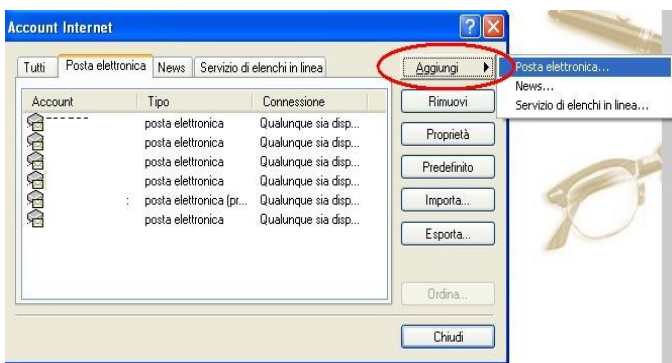 Account Internet
Tutti Posta elettronica News Servizio di elenchi in linea
Aggiungi
Posta elettronica...
News...
Servizio di elenchi in linea...
Account Tipo Connessione
posta elettronica Qualunque sia disp...
posta elettronica Qualunque sia disp...
posta elettronica Qualunque sia disp...
posta elettronica Qualunque sia disp...
: posta elettronica (pr... Qualunque sia disp...
posta elettronica Qualunque sia disp...
Rimuovi
Proprietà
Predefinito
Importa...
Esporta...
Ordina...
Chiudi